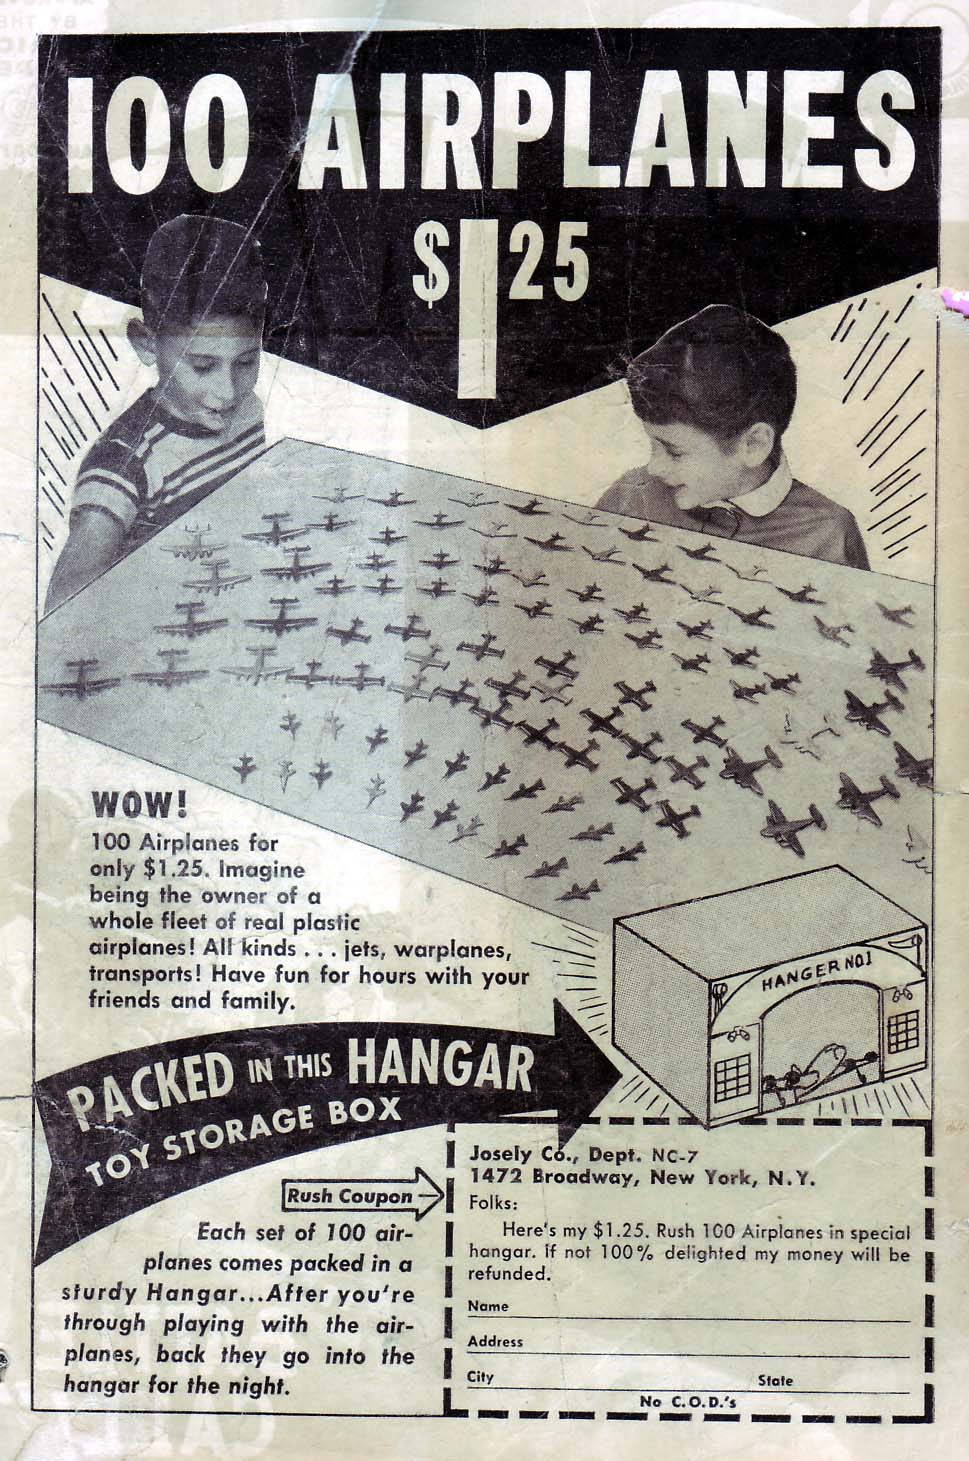 100 AIRPLANES
$1 25
WOW!
100 Airplanes for
only $1.25. Imagine
being the owner of a
whole fleet of real plastic
airplanes! All kinds . . . jets, warplanes,
transports! Have fun for hours with your
friends and family.
HANGER NO1
PACKED IN THIS HANGAR
TOY STORAGE BOX
Rush Coupon
Each set of 100 air-
planes comes packed in a
sturdy Hangar...After you're
through playing with the air-
planes, back they go into the
hangar for the night.
Josely Co., Dept. NC-7
1472 Broadway, New York, N.Y.
Folks:
Here's my $1.25. Rush 100 Airplanes in special
hangar. If not 100% delighted my money will be
refunded.
Name
Address
City State
No C.O.D.'s